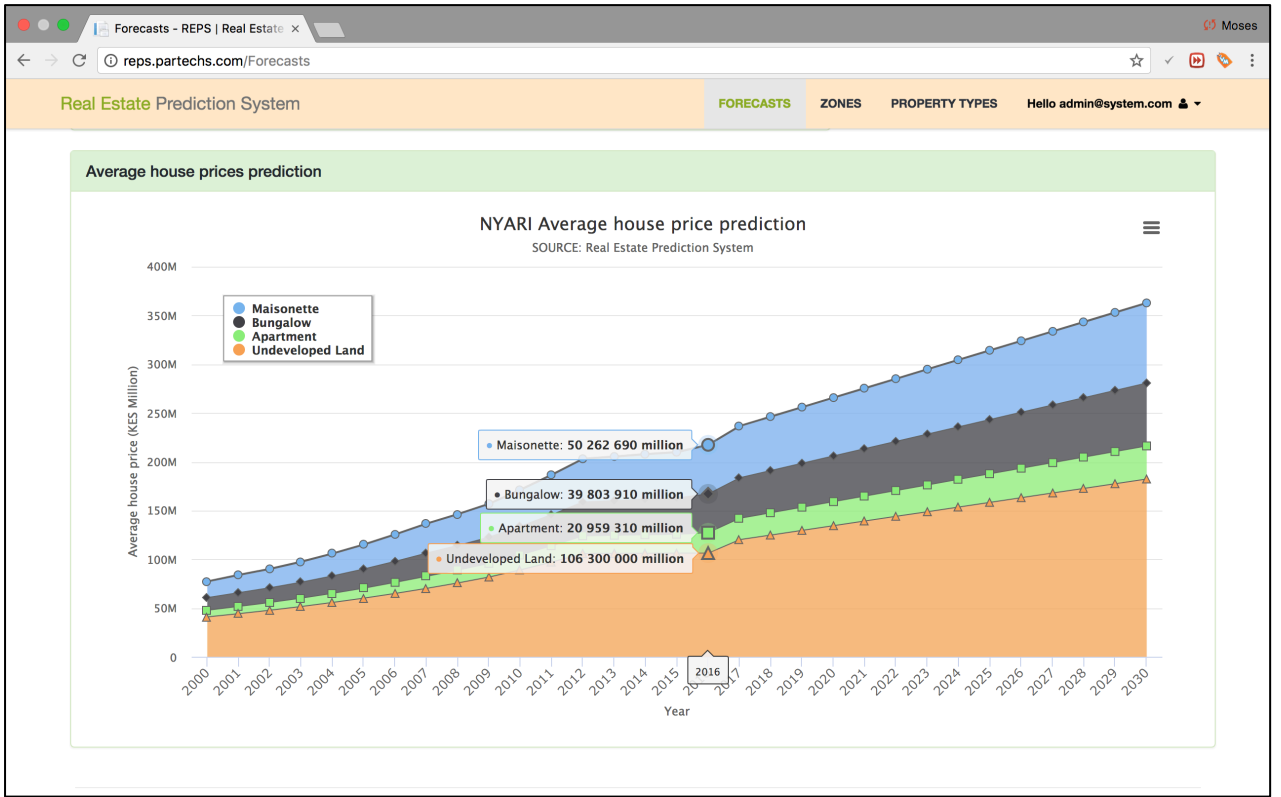 Forecasts - REPS | Real Estate
Moses
reps.partechs.com/Forecasts
Real Estate Prediction System
FORECASTS
ZONES
PROPERTY TYPES
Hello admin@system.com
Average house prices prediction
NYARI Average house price prediction
SOURCE: Real Estate Prediction System
Average house price (KES Million)
400M
350M
300M
250M
200M
150M
100M
50M
0
Maisonette
Bungalow
Apartment
Undeveloped Land
Maisonette: 50 262 690 million
Bungalow: 39 803 910 million
Apartment: 20 959 310 million
Undeveloped Land: 106 300 000 million
2000
2001
2002
2003
2004
2005
2006
2007
2008
2009
2010
2011
2012
2013
2014
2015
2016
2017
2018
2019
2020
2021
2022
2023
2024
2025
2026
2027
2028
2029
2030
Year